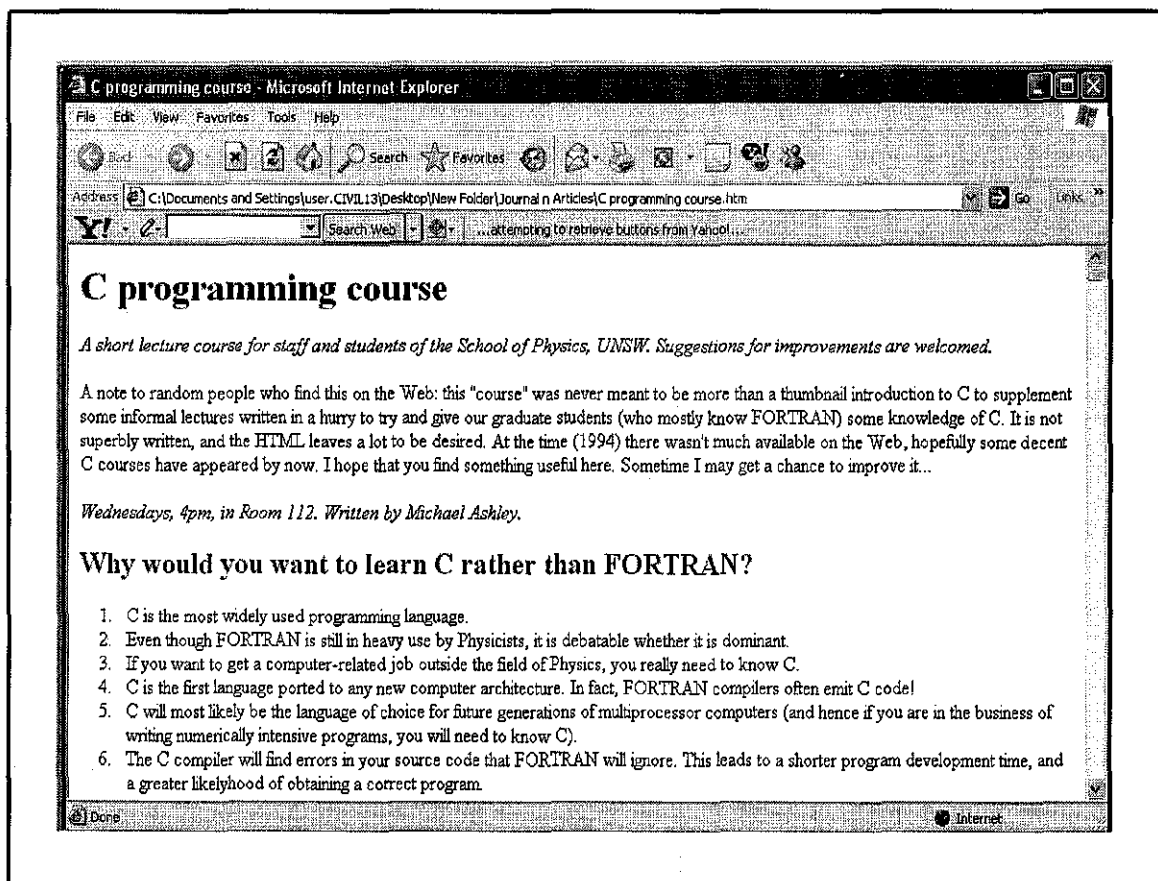 C programming course - Microsoft Internet Explorer
File Edit View Favorites Tools Help
Back Search Favorites
Address C:\Documents and Settings\user.CIVIL13\Desktop\New Folder\Journal n Articles\C programming course.htm Go Links »
Y! Search Web ...attempting to retrieve buttons from Yahoo!...
C programming course
A short lecture course for staff and students of the School of Physics, UNSW. Suggestions for improvements are welcomed.
A note to random people who find this on the Web: this "course" was never meant to be more than a thumbnail introduction to C to supplement
some informal lectures written in a hurry to try and give our graduate students (who mostly know FORTRAN) some knowledge of C. It is not
superbly written, and the HTML leaves a lot to be desired. At the time (1994) there wasn't much available on the Web, hopefully some decent
C courses have appeared by now. I hope that you find something useful here. Sometime I may get a chance to improve it...
Wednesdays, 4pm, in Room 112. Written by Michael Ashley.
Why would you want to learn C rather than FORTRAN?
1. C is the most widely used programming language.
2. Even though FORTRAN is still in heavy use by Physicists, it is debatable whether it is dominant.
3. If you want to get a computer-related job outside the field of Physics, you really need to know C.
4. C is the first language ported to any new computer architecture. In fact, FORTRAN compilers often emit C code!
5. C will most likely be the language of choice for future generations of multiprocessor computers (and hence if you are in the business of
writing numerically intensive programs, you will need to know C).
6. The C compiler will find errors in your source code that FORTRAN will ignore. This leads to a shorter program development time, and
a greater likelyhood of obtaining a correct program.
Done Internet